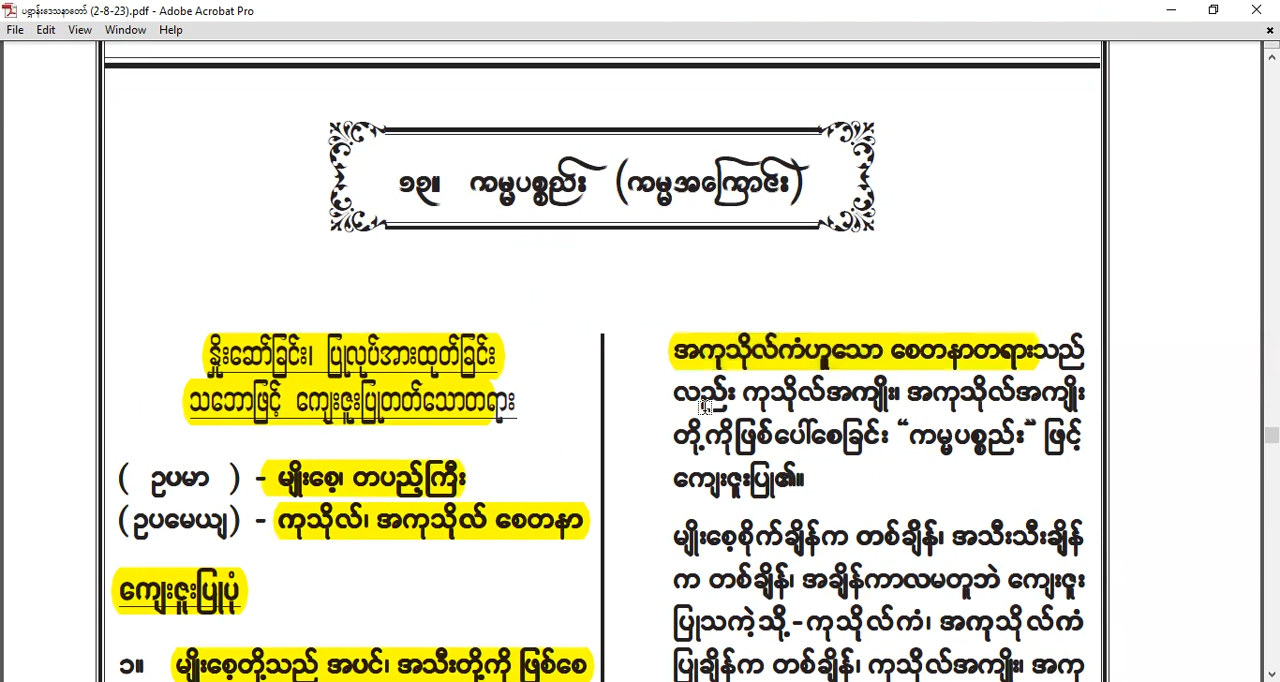 ပဋ္ဌာန်းဒေသနာတော် (2-8-23).pdf - Adobe Acrobat Pro
File Edit View Window Help
၁၃။ ကမ္မပစ္စည်း (ကမ္မအကြောင်း)
နှိုးဆော်ခြင်း၊ ပြုလုပ်အားထုတ်ခြင်း
သဘောဖြင့် ကျေးဇူးပြုတတ်သောတရား
( ဥပမာ ) - မျိုးစေ့၊ တပည့်ကြီး
(ဥပမေယျ) - ကုသိုလ်၊ အကုသိုလ် စေတနာ
ကျေးဇူးပြုပုံ
၁။ မျိုးစေ့တို့သည် အပင်၊ အသီးတို့ကို ဖြစ်စေ
အကုသိုလ်ကံဟူသော စေတနာတရားသည်
လည်း ကုသိုလ်အကျိုး၊ အကုသိုလ်အကျိုး
တို့ကိုဖြစ်ပေါ်စေခြင်း “ကမ္မပစ္စည်း” ဖြင့်
ကျေးဇူးပြု၏။
မျိုးစေ့စိုက်ချိန်က တစ်ချိန်၊ အသီးသီးချိန်
က တစ်ချိန်၊ အချိန်ကာလမတူဘဲ ကျေးဇူး
ပြုသကဲ့သို့-ကုသိုလ်ကံ၊ အကုသိုလ်ကံ
ပြုချိန်က တစ်ချိန်၊ ကုသိုလ်အကျိုး၊ အကု